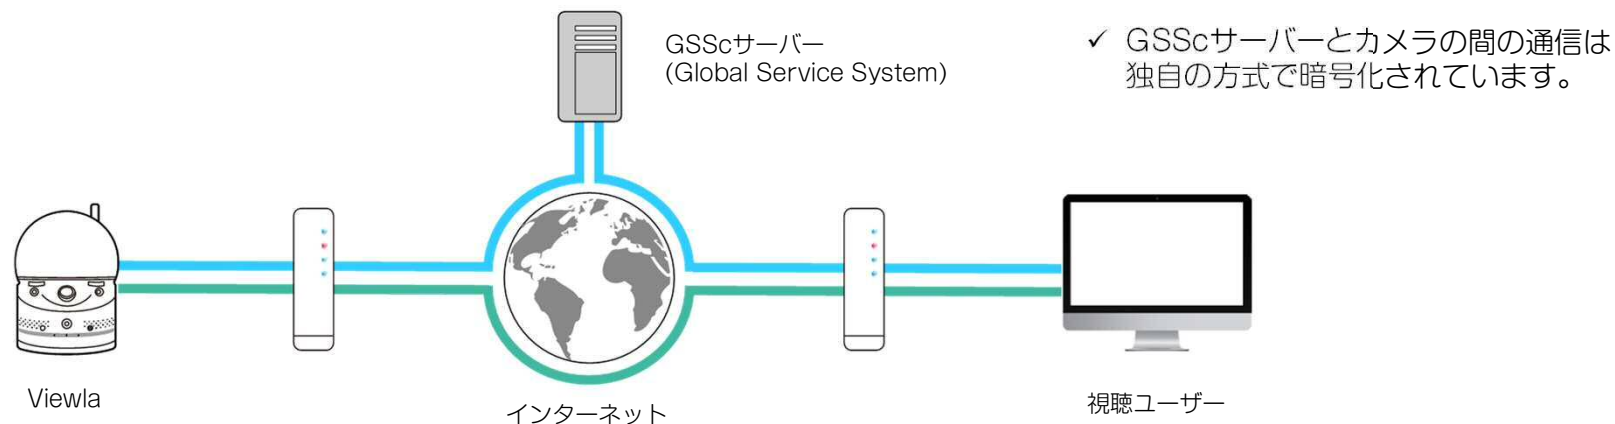 GSScサーバー
(Global Service System)
✓ GSScサーバーとカメラの間の通信は
独自の方式で暗号化されています。
Viewla
インターネット
視聴ユーザー